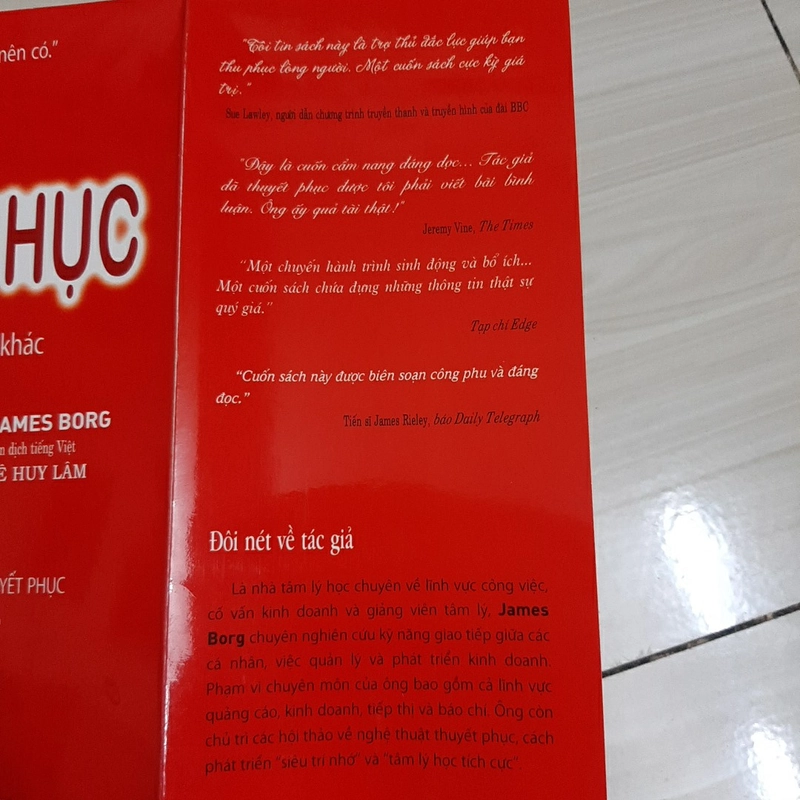 nên có."
HỤC
khác
JAMES BORG
dịch tiếng Việt
HUY LÂM
YẾT PHỤC
"Tôi tin sách này là trợ thủ đắc lực giúp bạn
thu phục lòng người. Một cuốn sách cực kỳ giá
trị."
Sue Lawley, người dẫn chương trình truyền thanh và truyền hình của đài BBC
"Đây là cuốn cẩm nang đáng đọc... Tác giả
đã thuyết phục được tôi phải viết bài bình
luận. Ông ấy quả tài thật!"
Jeremy Vine, The Times
"Một chuyến hành trình sinh động và bổ ích...
Một cuốn sách chứa đựng những thông tin thật sự
quý giá."
Tạp chí Edge
"Cuốn sách này được biên soạn công phu và đáng
đọc."
Tiến sĩ James Rieley, báo Daily Telegraph
Đôi nét về tác giả
Là nhà tâm lý học chuyên về lĩnh vực công việc,
cố vấn kinh doanh và giảng viên tâm lý, James
Borg chuyên nghiên cứu kỹ năng giao tiếp giữa các
cá nhân, việc quản lý và phát triển kinh doanh.
Phạm vi chuyên môn của ông bao gồm cả lĩnh vực
quảng cáo, kinh doanh, tiếp thị và báo chí. Ông còn
chủ trì các hội thảo về nghệ thuật thuyết phục, cách
phát triển "siêu trí nhớ" và "tâm lý học tích cực".